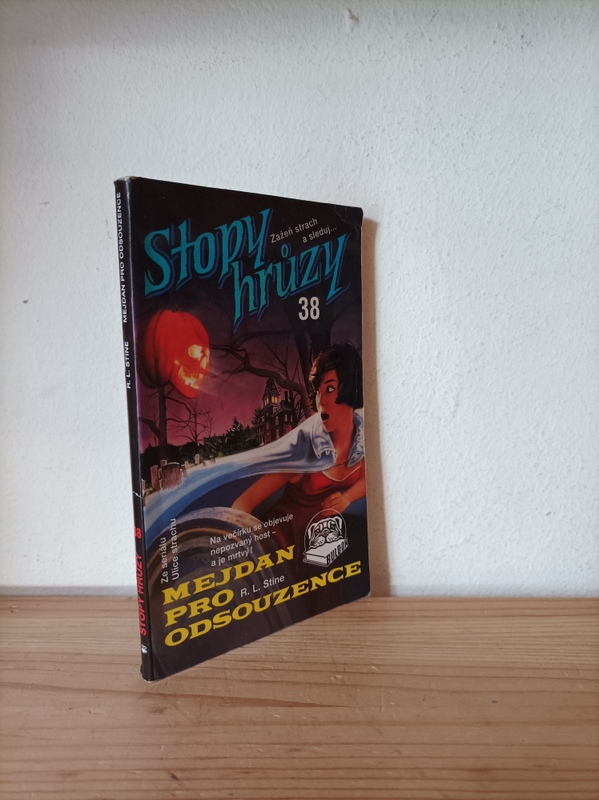 MEJDAN PRO ODSOUZENCE
R. L. STINE
STOPY HRŮZY
38
Stopy
hrůzy
Zažeň strach
a sleduj...
38
Ze seriálu
Ulice strachu
Na večírku se objevuje
nepozvaný host –
a je mrtvý!
MEJDAN
PRO
R. L. Stine
ODSOUZENCE